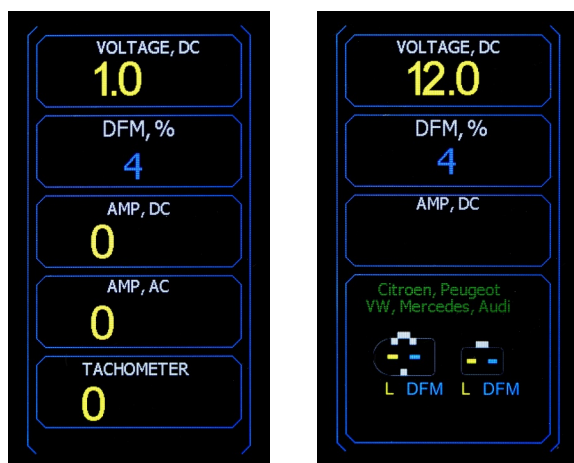 VOLTAGE, DC
1.0
DFM, %
4
AMP, DC
0
AMP, AC
0
TACHOMETER
0
VOLTAGE, DC
12.0
DFM, %
4
AMP, DC
Citroen, Peugeot
VW, Mercedes, Audi
L DFM L DFM